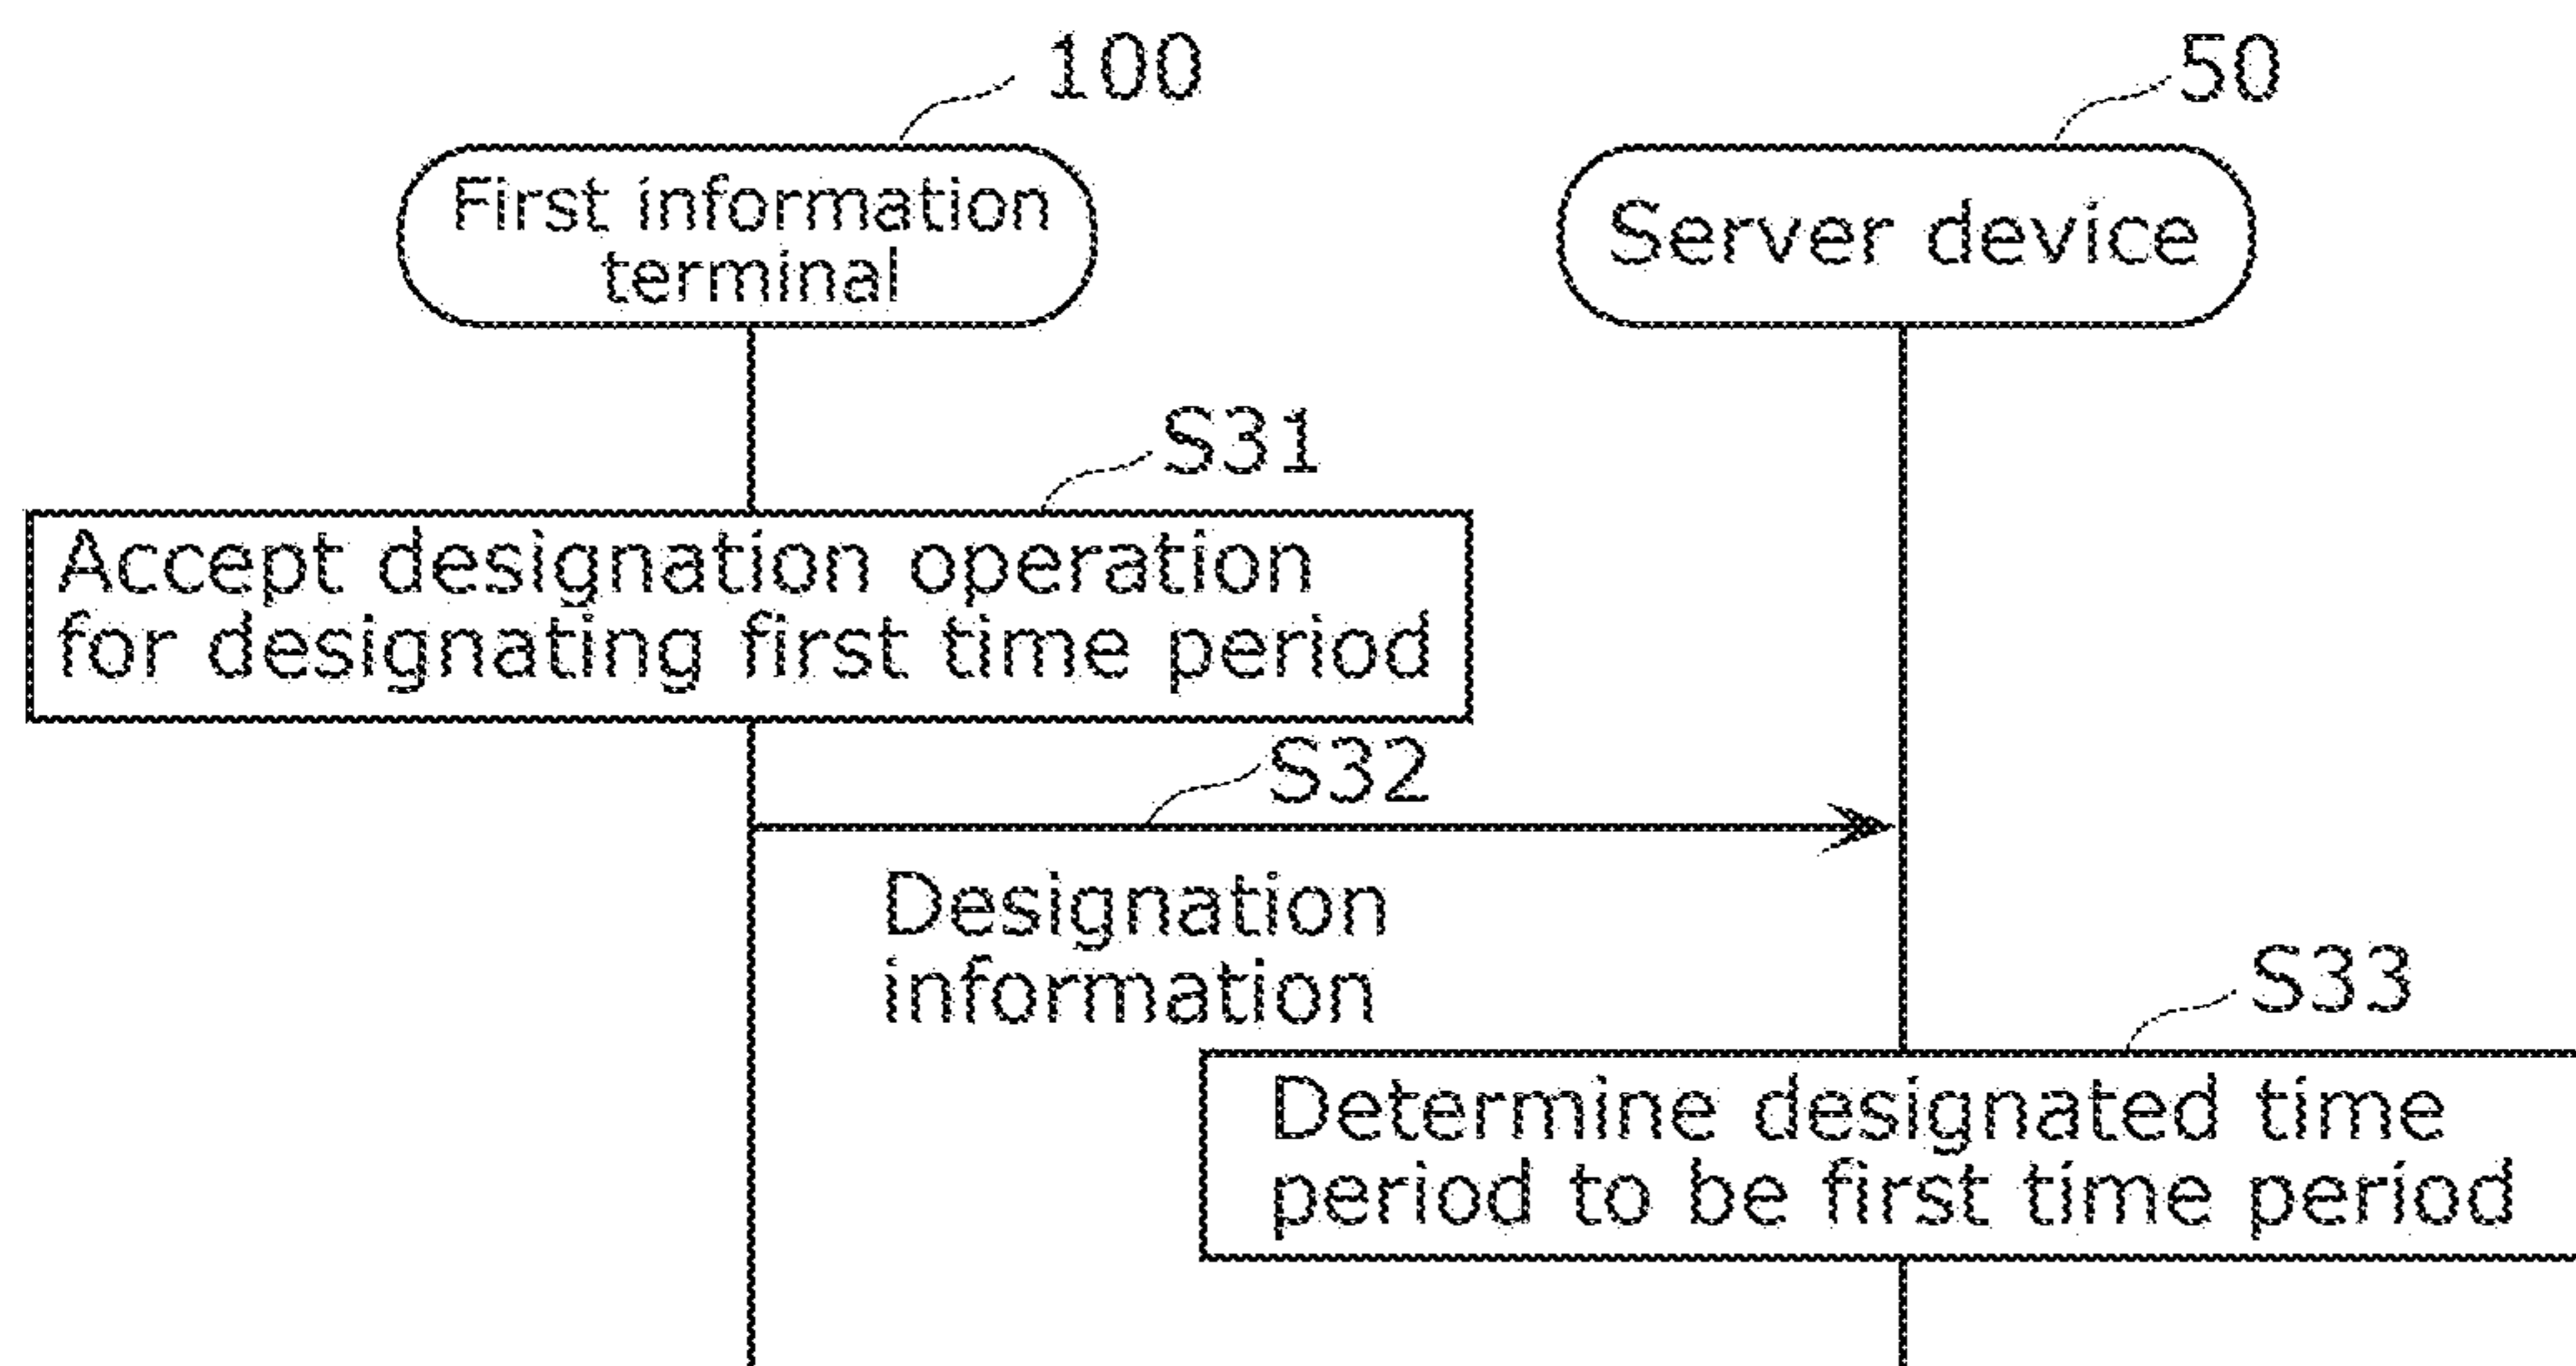 100
50
First information
terminal
Server device
S31
Accept designation operation
for designating first time period
S32
Designation
information
S33
Determine designated time
period to be first time period